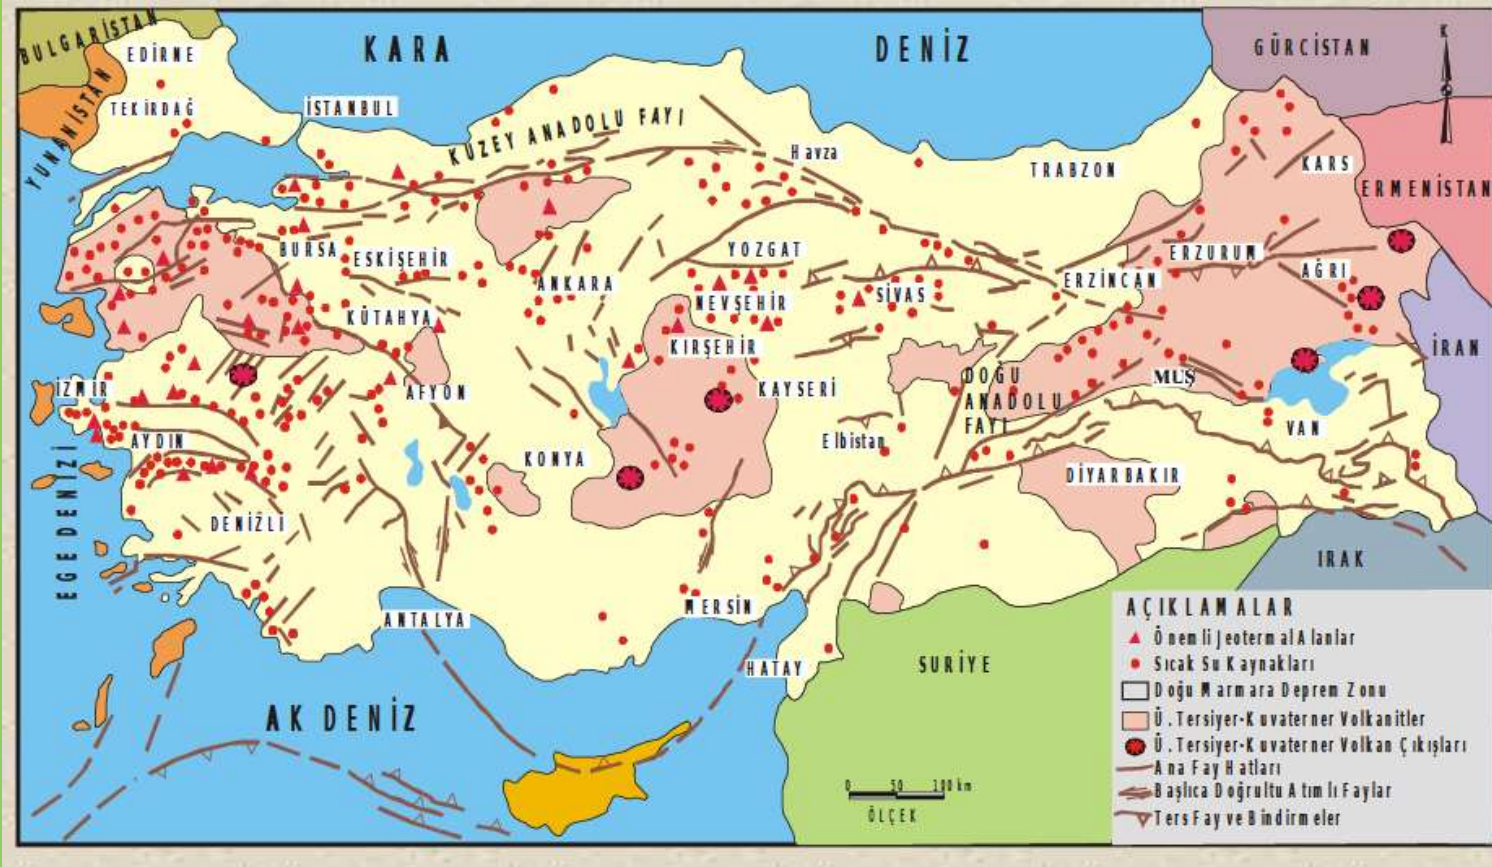 BULGARİSTAN
YUNANİSTAN
EDİRNE
TEKİRDAĞ
İSTANBUL
KARA DENİZ
GÜRCİSTAN
K
KUZEY ANADOLU FAYI
Havza
TRABZON
KARS
ERMENİSTAN
BURSA
ESKİŞEHİR
ANKARA
YOZGAT
ERZİNCAN
ERZURUM
AĞRI
KÜTAHYA
NEVŞEHİR
SİVAS
İRAN
İZMİR
AFYON
KIRŞEHİR
KAYSERİ
DOĞU
ANADOLU
FAYI
MUŞ
VAN
AYDIN
KONYA
Elbistan
DİYARBAKIR
EGE DENİZİ
DENİZLİ
IRAK
ANTALYA
MERSİN
HATAY
SURİYE
AK DENİZ
0 50 100 km
ÖLÇEK
AÇIKLAMALAR
Önemli Jeotermal Alanlar
Sıcak Su Kaynakları
Doğu Marmara Deprem Zonu
Ü. Tersiyer-Kuvaterner Volkanitler
Ü. Tersiyer-Kuvaterner Volkan Çıkışları
Ana Fay Hatları
Başlıca Doğrultu Atımlı Faylar
Ters Fay ve Bindirmeler